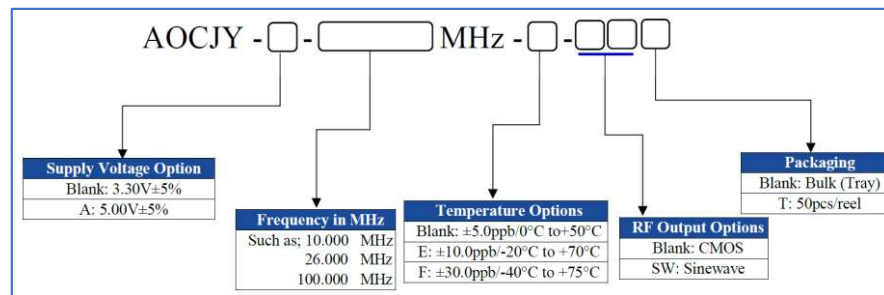 AOCJY - - MHz - -
Supply Voltage Option
Blank: 3.30V±5%
A: 5.00V±5%
Frequency in MHz
Such as; 10.000 MHz
26.000 MHz
100.000 MHz
Temperature Options
Blank: ±5.0ppb/0°C to+50°C
E: ±10.0ppb/-20°C to +70°C
F: ±30.0ppb/-40°C to +75°C
RF Output Options
Blank: CMOS
SW: Sinewave
Packaging
Blank: Bulk (Tray)
T: 50pcs/reel